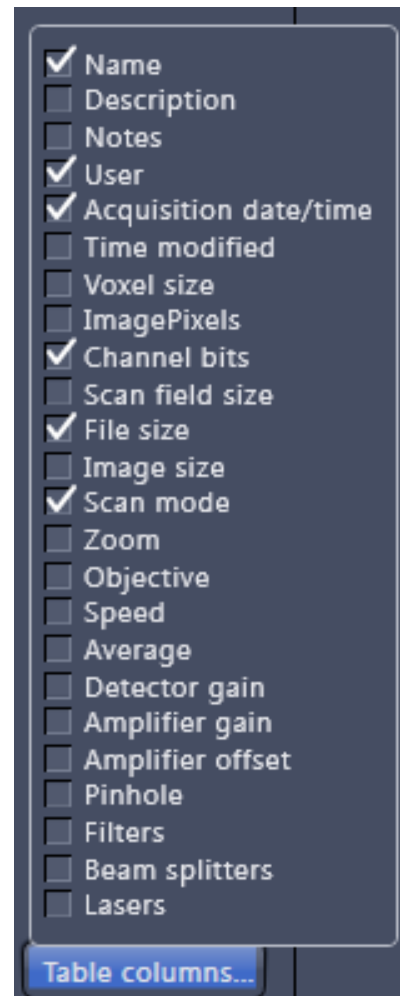 Name
Description
Notes
User
Acquisition date/time
Time modified
Voxel size
ImagePixels
Channel bits
Scan field size
File size
Image size
Scan mode
Zoom
Objective
Speed
Average
Detector gain
Amplifier gain
Amplifier offset
Pinhole
Filters
Beam splitters
Lasers
Table columns...